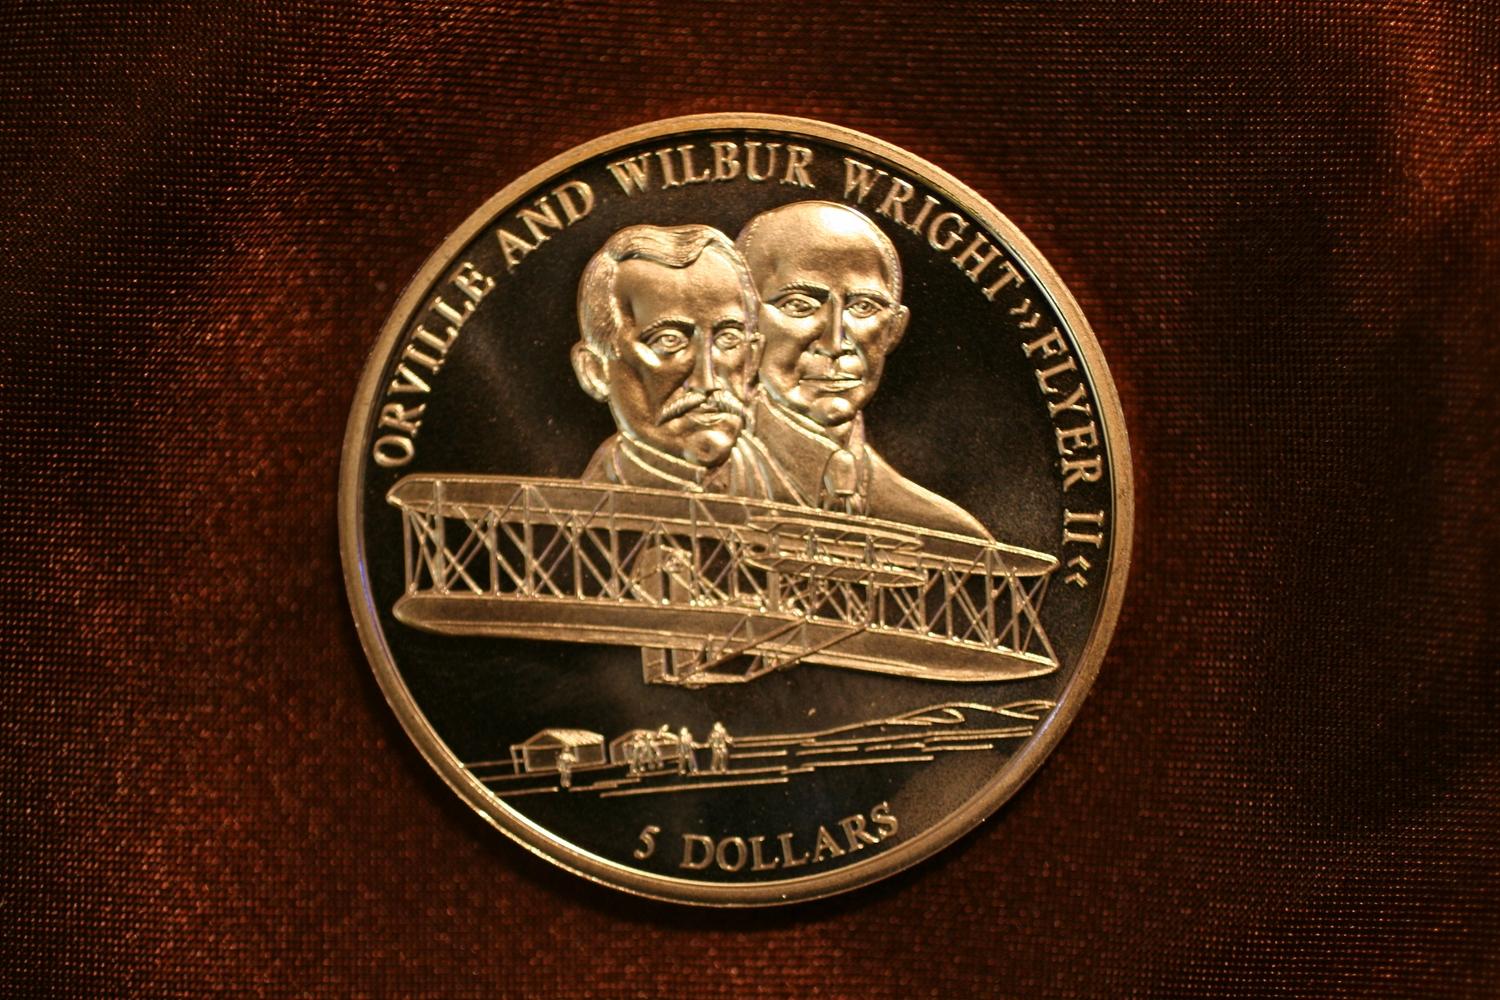 ORVILLE AND WILBUR WRIGHT »FLYER II«
5 DOLLARS